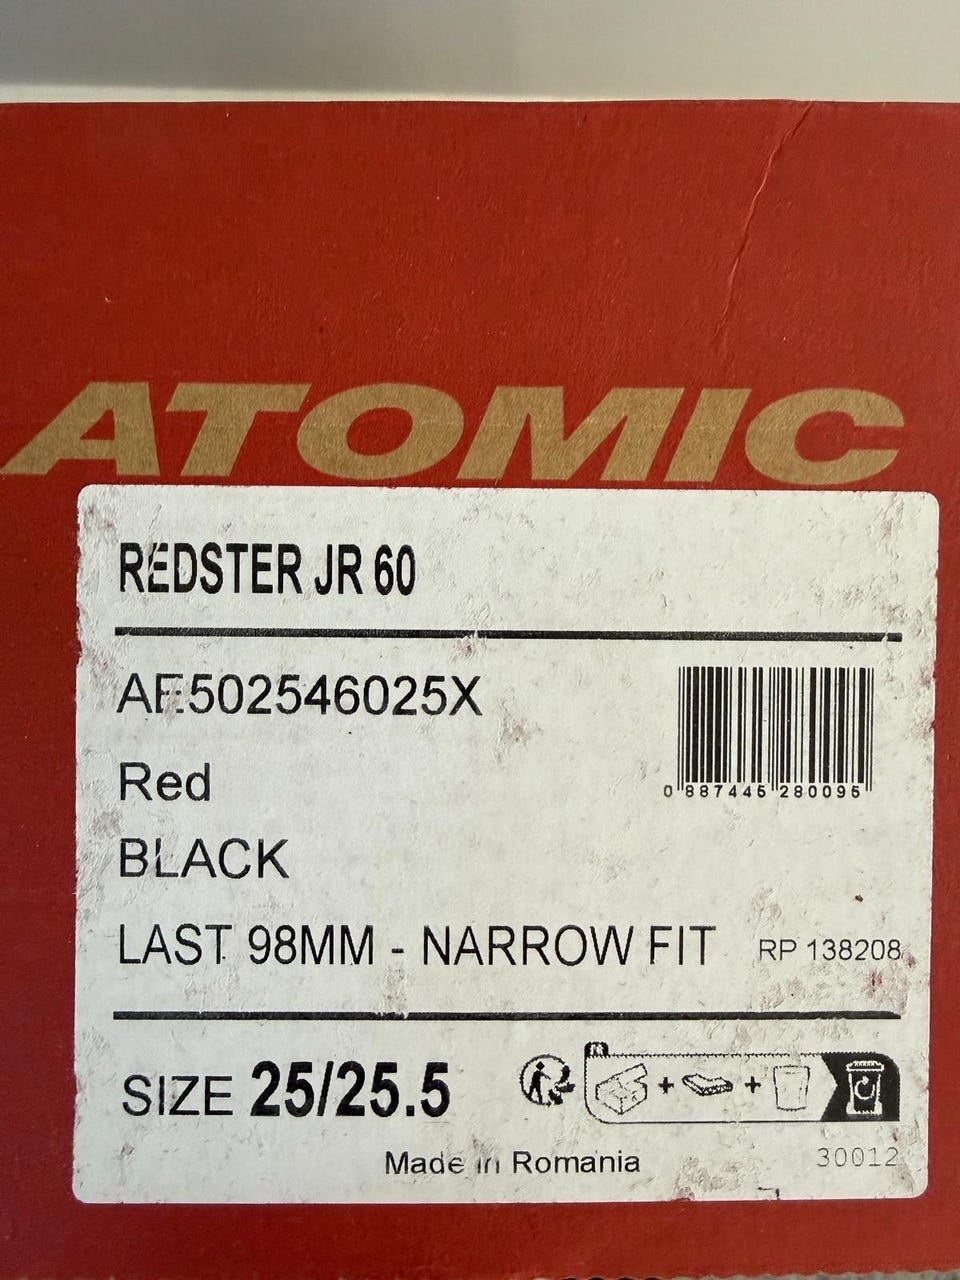 ATOMIC
REDSTER JR 60
AE502546025X
Red
BLACK
0 887445 280095
LAST 98MM - NARROW FIT RP 138208
SIZE 25/25.5
FR
+ +
Made in Romania 30012